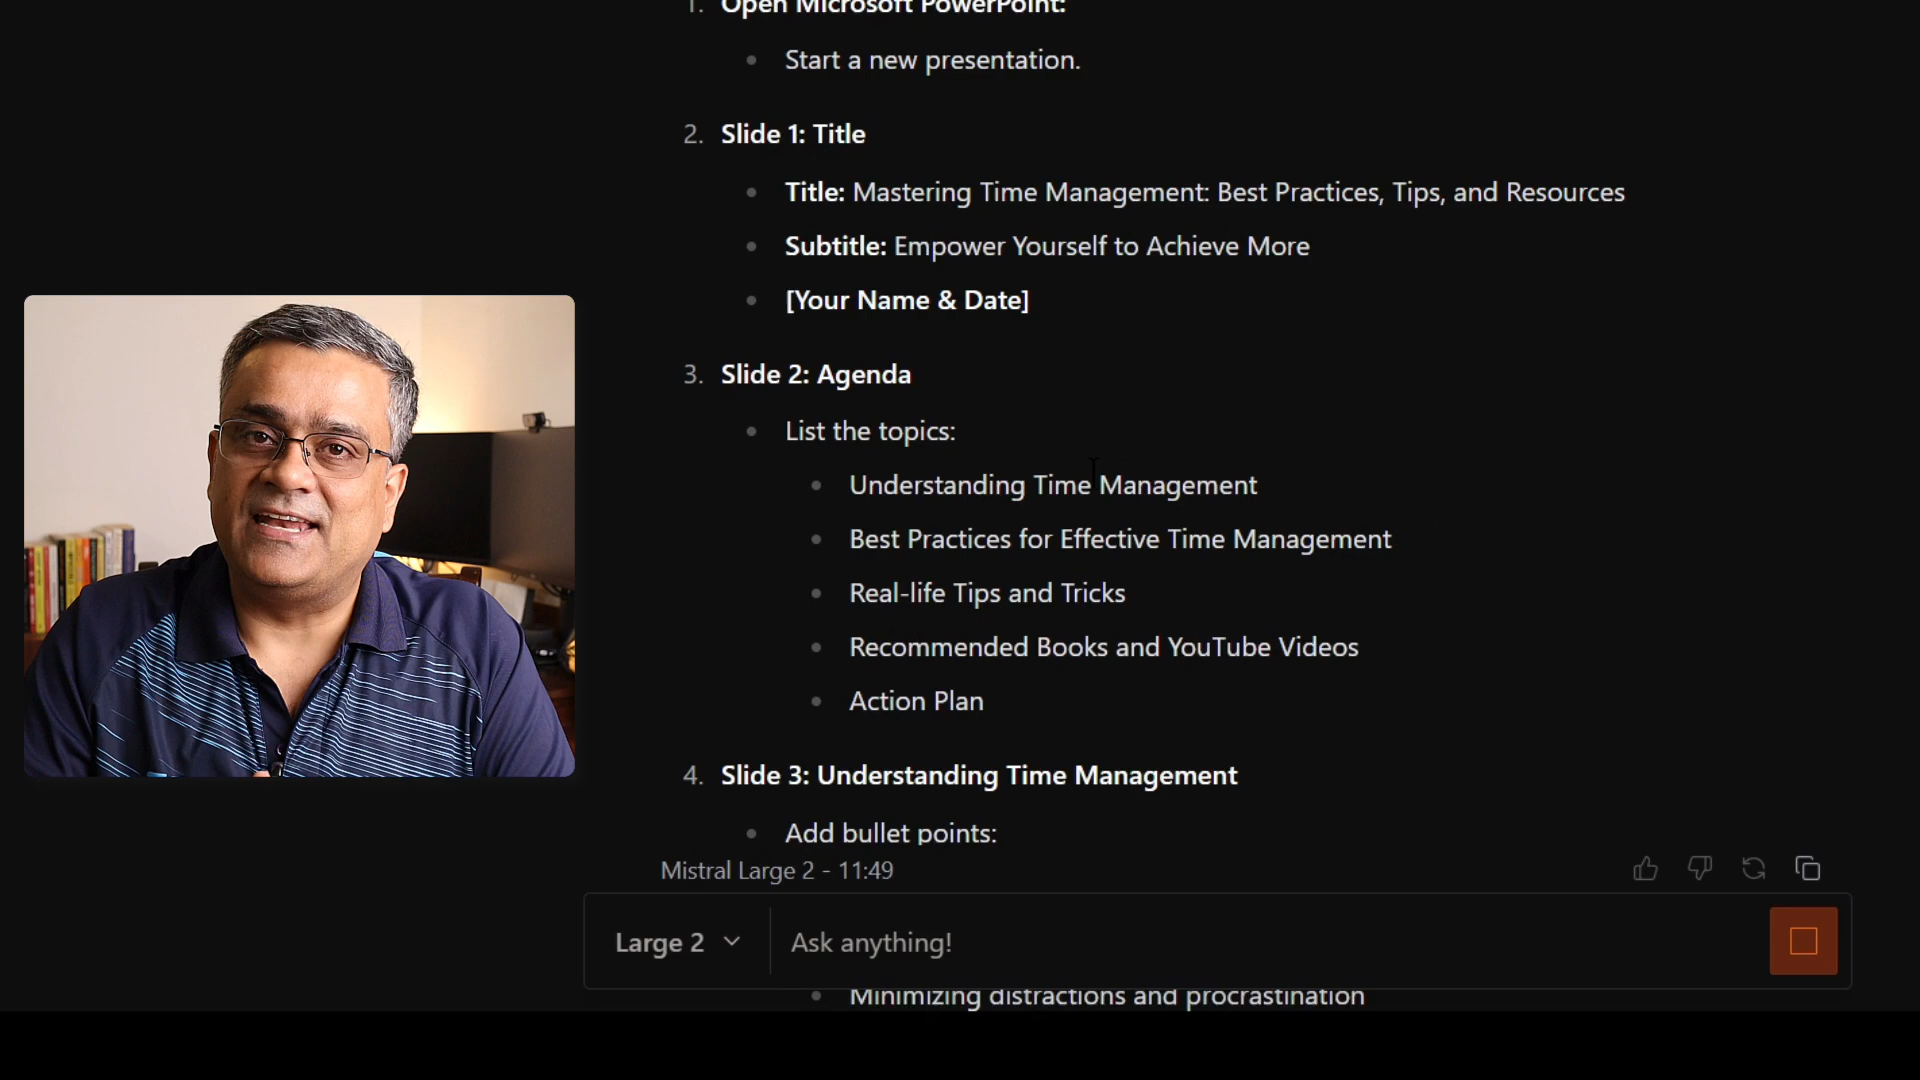 1. Open Microsoft PowerPoint:
• Start a new presentation.
2. Slide 1: Title
• Title: Mastering Time Management: Best Practices, Tips, and Resources
• Subtitle: Empower Yourself to Achieve More
• [Your Name & Date]
3. Slide 2: Agenda
• List the topics:
• Understanding Time Management
• Best Practices for Effective Time Management
• Real-life Tips and Tricks
• Recommended Books and YouTube Videos
• Action Plan
4. Slide 3: Understanding Time Management
• Add bullet points:
Mistral Large 2 - 11:49
Large 2 Ask anything!
• Minimizing distractions and procrastination